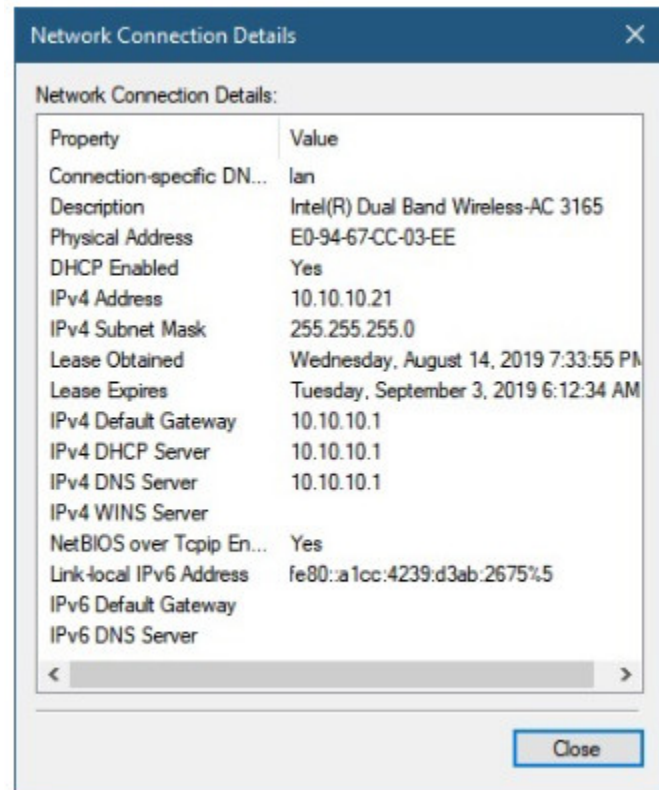 Network Connection Details
Network Connection Details:
Property Value
Connection-specific DN... lan
Description Intel(R) Dual Band Wireless-AC 3165
Physical Address E0-94-67-CC-03-EE
DHCP Enabled Yes
IPv4 Address 10.10.10.21
IPv4 Subnet Mask 255.255.255.0
Lease Obtained Wednesday, August 14, 2019 7:33:55 PM
Lease Expires Tuesday, September 3, 2019 6:12:34 AM
IPv4 Default Gateway 10.10.10.1
IPv4 DHCP Server 10.10.10.1
IPv4 DNS Server 10.10.10.1
IPv4 WINS Server
NetBIOS over Tcpip En... Yes
Link-local IPv6 Address fe80::a1cc:4239:d3ab:2675%5
IPv6 Default Gateway
IPv6 DNS Server
Close